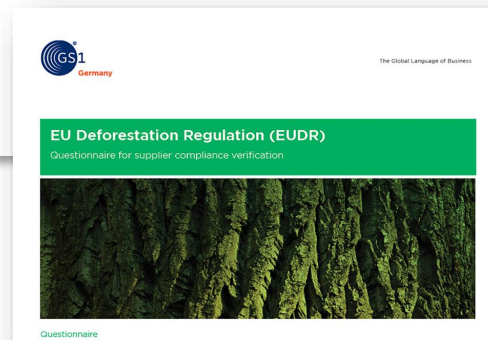 GS1
Germany
The Global Language of Business
EU Deforestation Regulation (EUDR)
Questionnaire for supplier compliance verification
Questionnaire